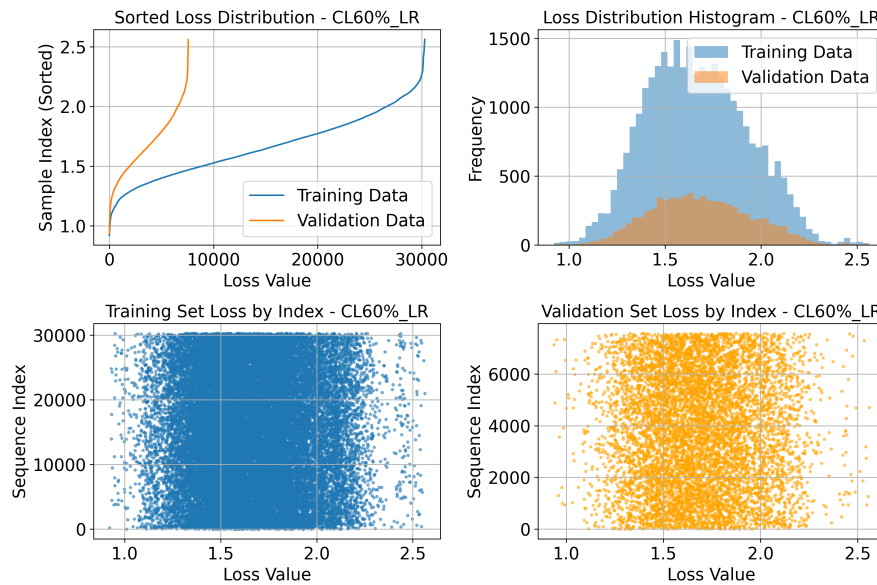 Sorted Loss Distribution - CL60%_LR
Sample Index (Sorted)
2.5
2.0
1.5
1.0
Training Data
Validation Data
0
10000
20000
30000
Loss Value
Loss Distribution Histogram - CL60%_LR
Frequency
1500
1000
500
0
Training Data
Validation Data
1.0
1.5
2.0
2.5
Loss Value
Training Set Loss by Index - CL60%_LR
Sequence Index
30000
20000
10000
0
1.0
1.5
2.0
2.5
Loss Value
Validation Set Loss by Index - CL60%_LR
Sequence Index
6000
4000
2000
0
1.0
1.5
2.0
2.5
Loss Value